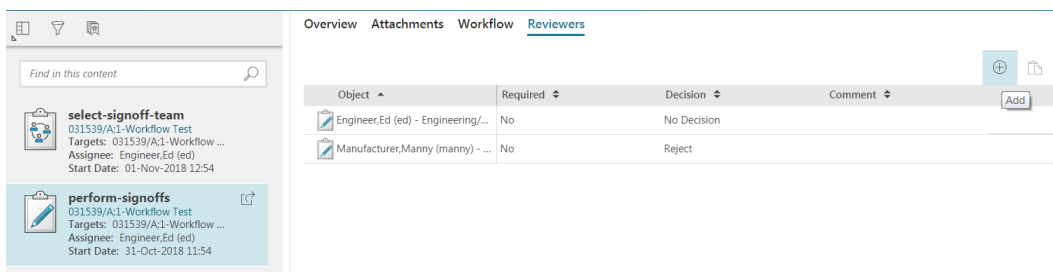 Overview Attachments Workflow Reviewers
Find in this content
select-signoff-team
031539/A;1-Workflow Test
Targets: 031539/A;1-Workflow ...
Assignee: Engineer,Ed (ed)
Start Date: 01-Nov-2018 12:54
perform-signoffs
031539/A;1-Workflow Test
Targets: 031539/A;1-Workflow ...
Assignee: Engineer,Ed (ed)
Start Date: 31-Oct-2018 11:54
Object Required Decision Comment
Add
Engineer,Ed (ed) - Engineering/... No No Decision
Manufacturer,Manny (manny) - ... No Reject